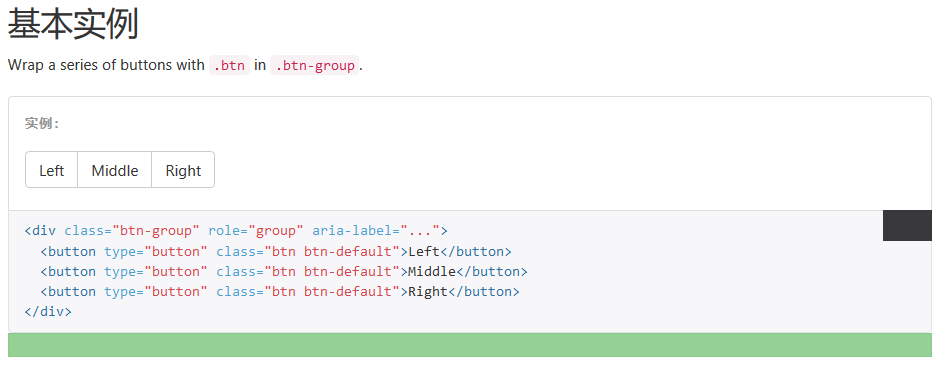 基本实例
Wrap a series of buttons with .btn in .btn-group.
实例：
Left Middle Right
<div class="btn-group" role="group" aria-label="...">
  <button type="button" class="btn btn-default">Left</button>
  <button type="button" class="btn btn-default">Middle</button>
  <button type="button" class="btn btn-default">Right</button>
</div>